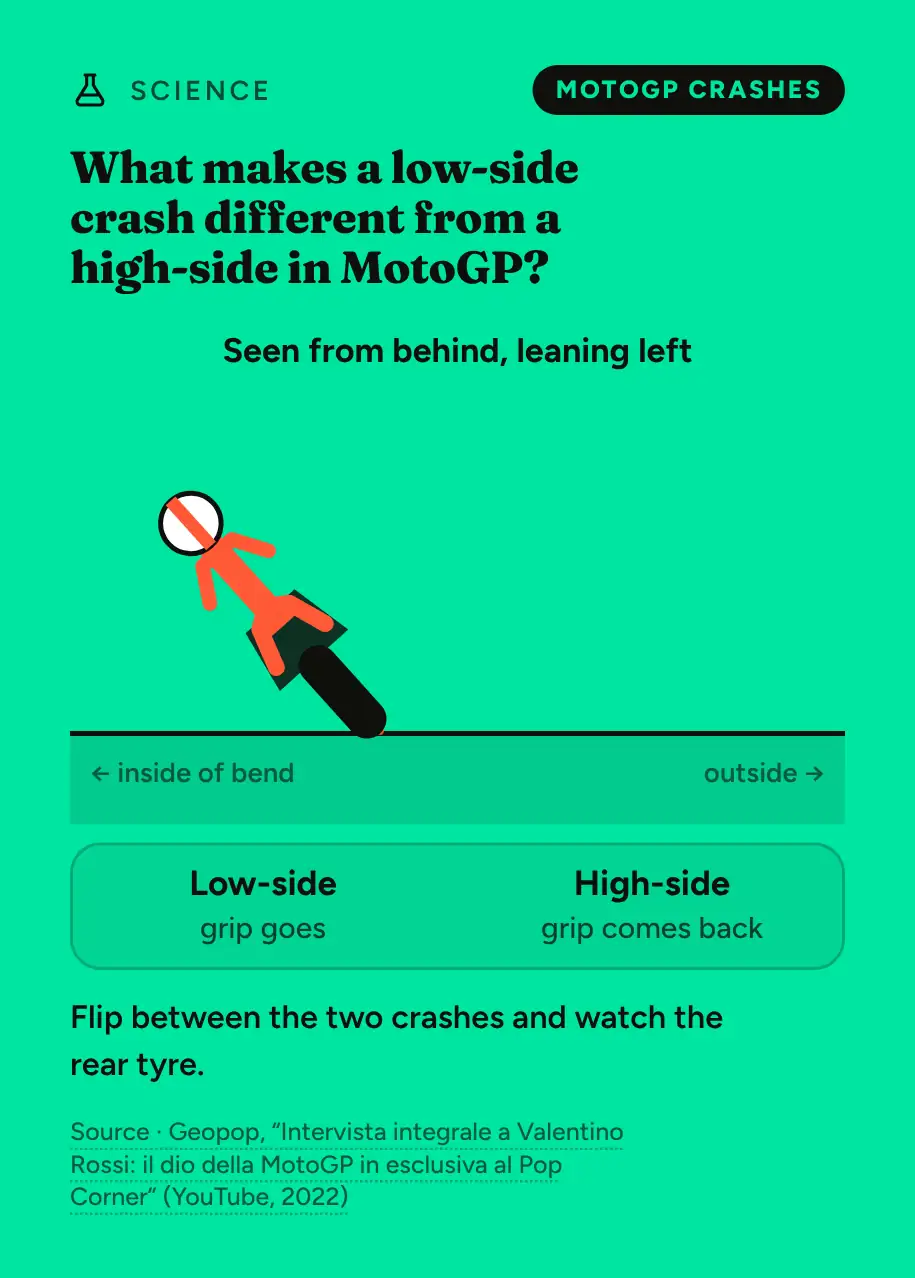 SCIENCE
MOTOGP CRASHES
What makes a low-side
crash different from a
high-side in MotoGP?
Seen from behind, leaning left
← inside of bend
outside →
Low-side
grip goes
High-side
grip comes back
Flip between the two crashes and watch the
rear tyre.
Source · Geopop, “Intervista integrale a Valentino
Rossi: il dio della MotoGP in esclusiva al Pop
Corner” (YouTube, 2022)